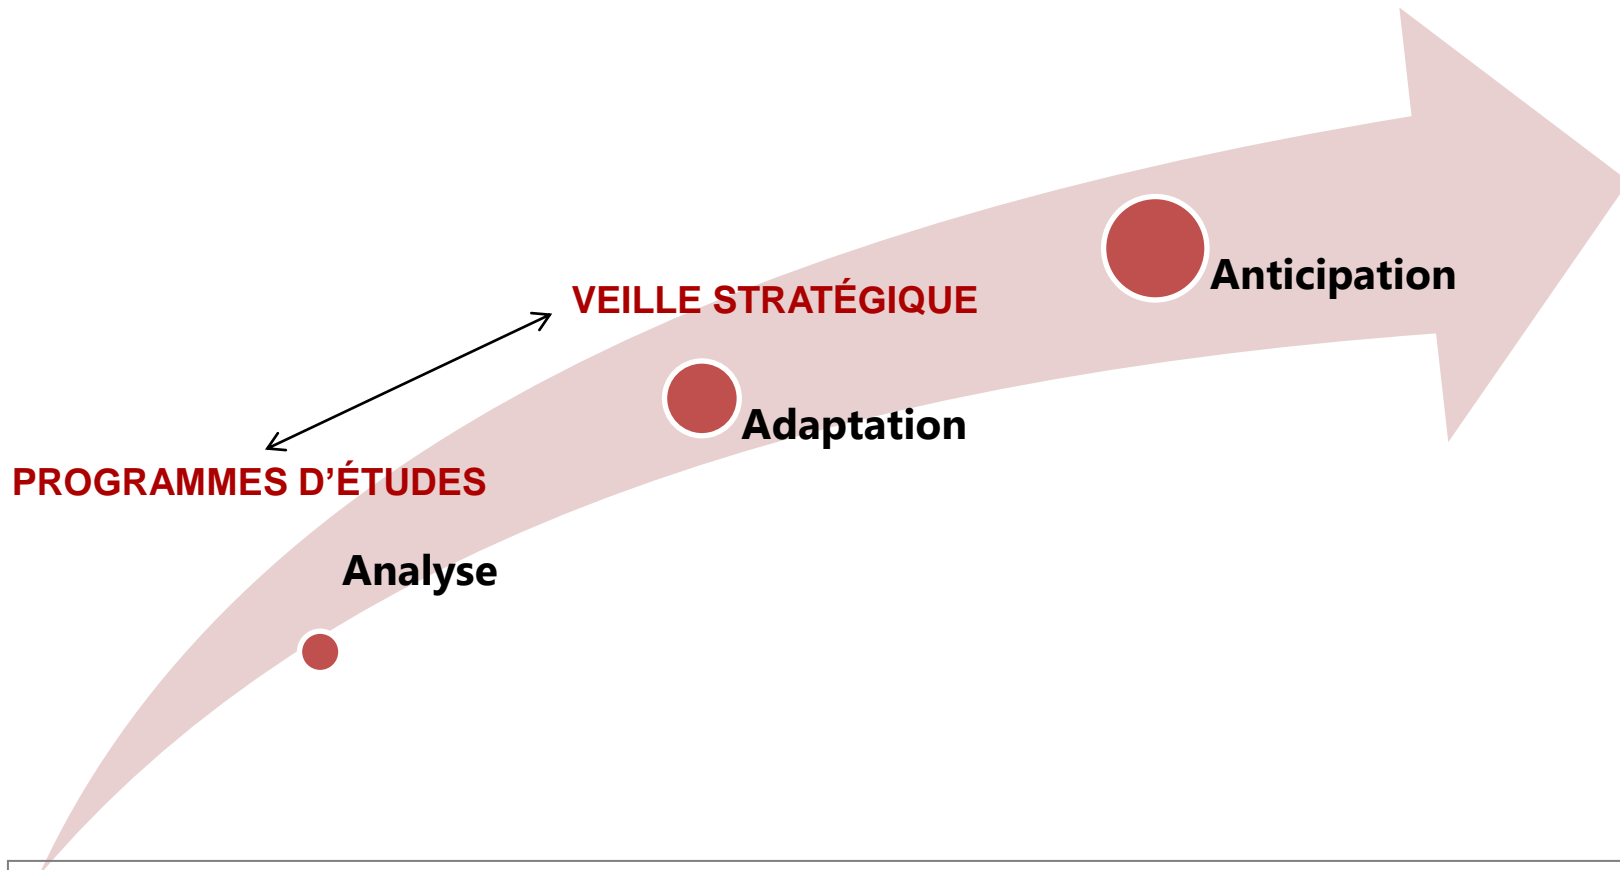 Anticipation
VEILLE STRATÉGIQUE
Adaptation
PROGRAMMES D’ÉTUDES
Analyse